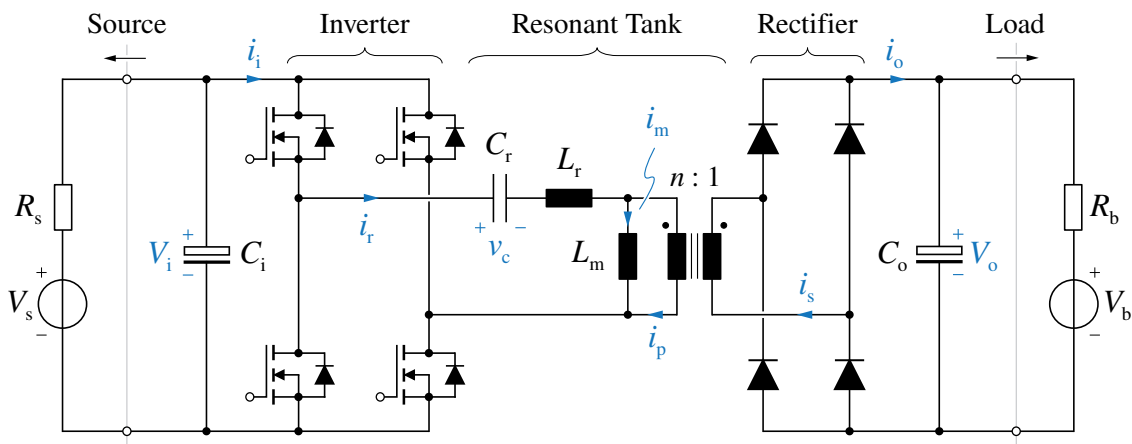 Source Inverter Resonant Tank Rectifier Load
i_i i_o
i_m
C_r L_r n : 1
R_s R_b
i_r + v_c −
V_i + − C_i L_m C_o + − V_o
i_s
V_s + − V_b + −
i_p